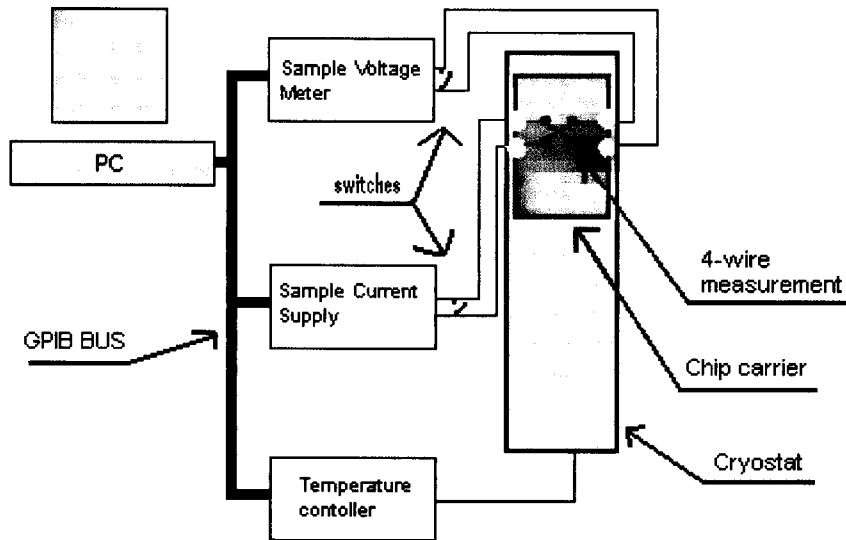 Sample Voltage
Meter
PC
switches
4-wire
measurement
Sample Current
Supply
GPIB BUS
Chip carrier
Cryostat
Temperature
contoller